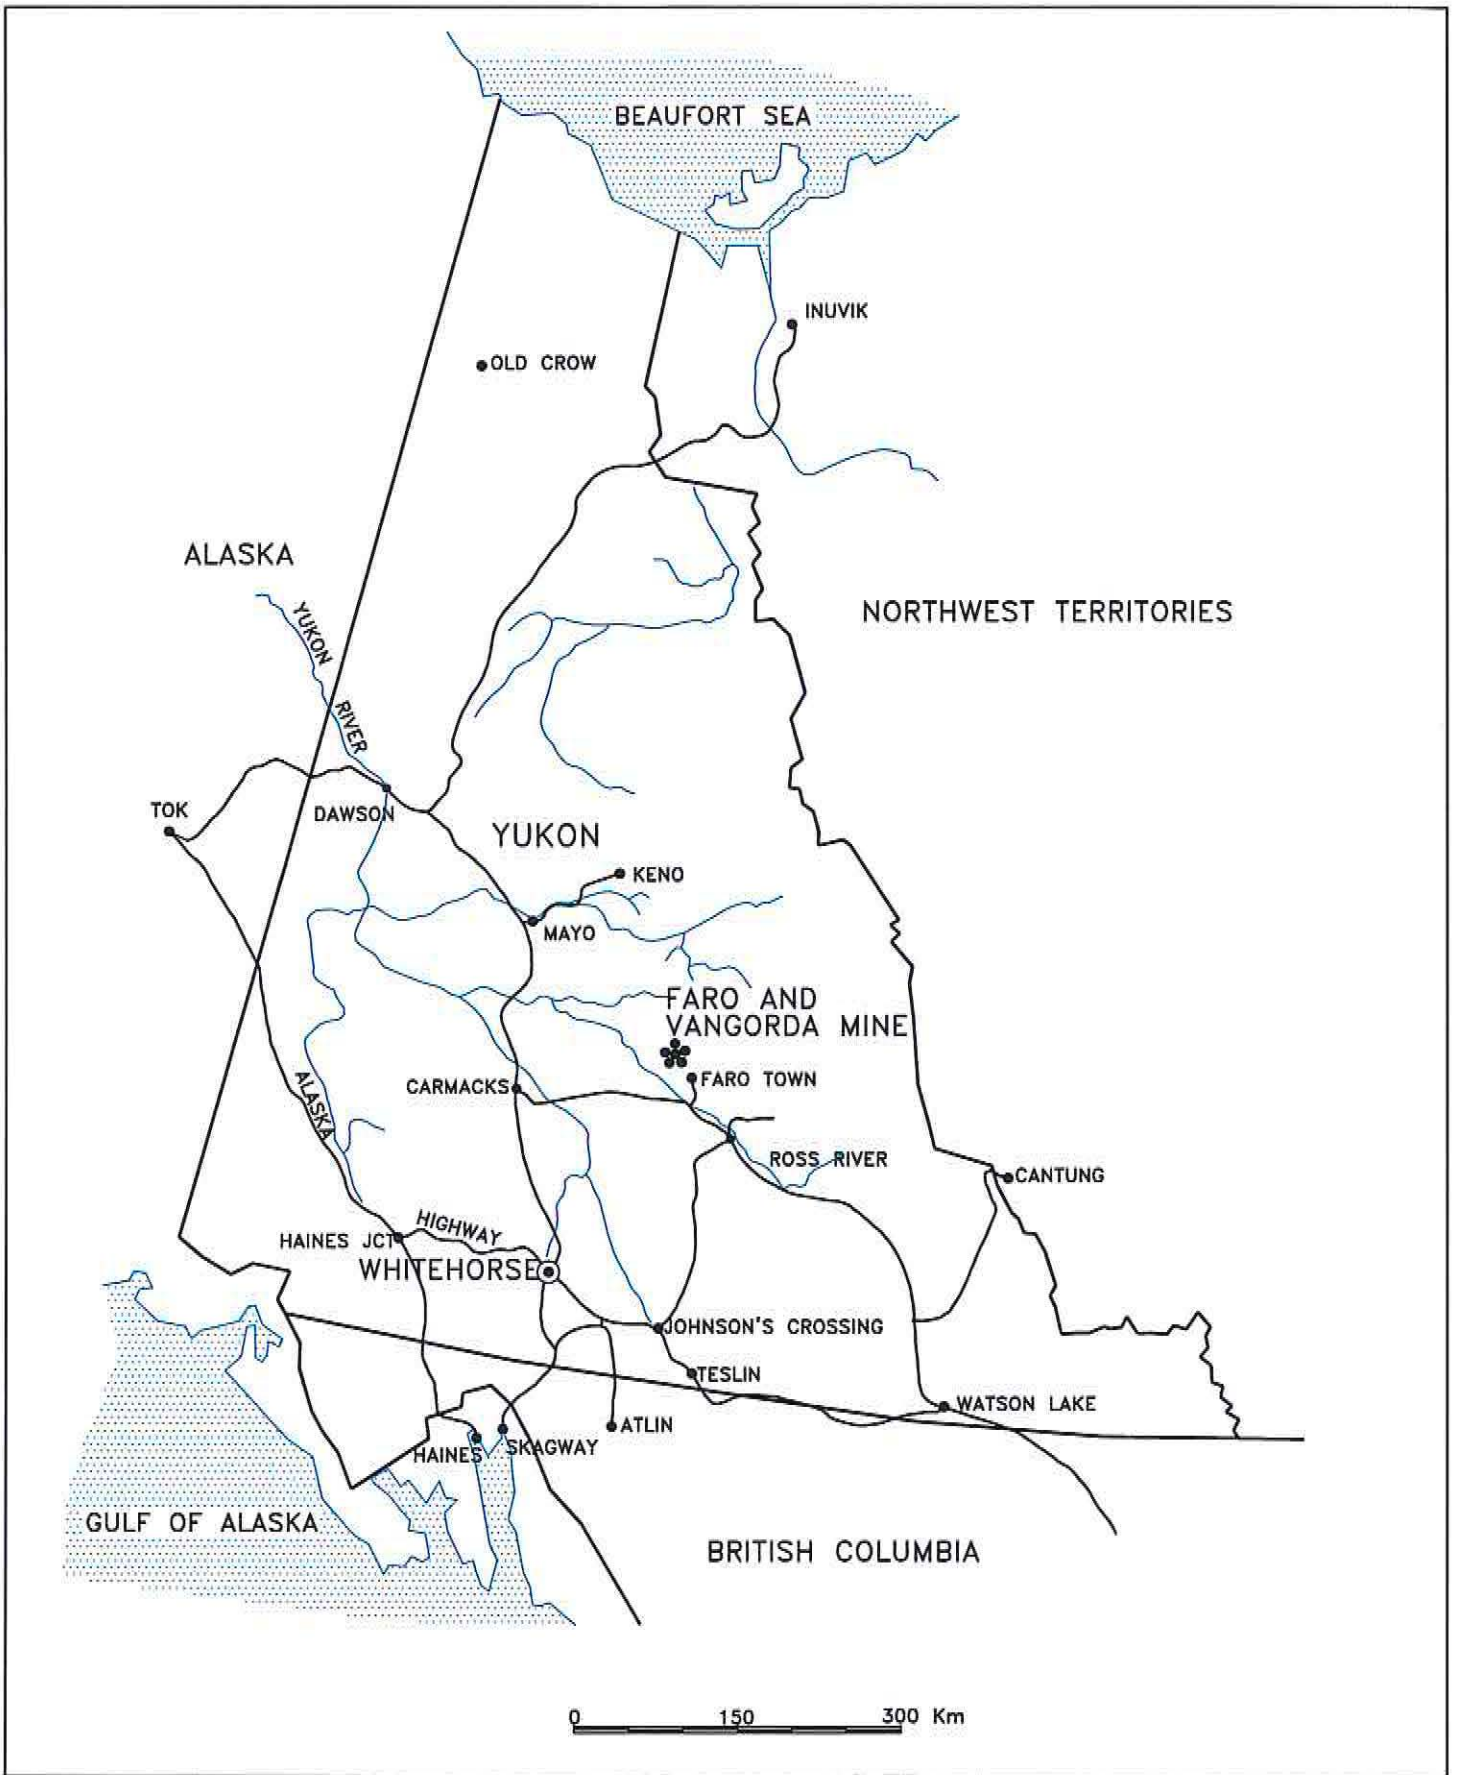 BEAUFORT SEA
INUVIK
OLD CROW
ALASKA
NORTHWEST TERRITORIES
YUKON
RIVER
TOK
DAWSON
YUKON
KENO
MAYO
FARO AND
VANGORDA MINE
FARO TOWN
CARMACKS
ALASKA
ROSS RIVER
CANTUNG
HIGHWAY
HAINES JCT
WHITEHORSE
JOHNSON'S CROSSING
TESLIN
WATSON LAKE
ATLIN
SKAGWAY
HAINES
GULF OF ALASKA
BRITISH COLUMBIA
0 150 300 Km